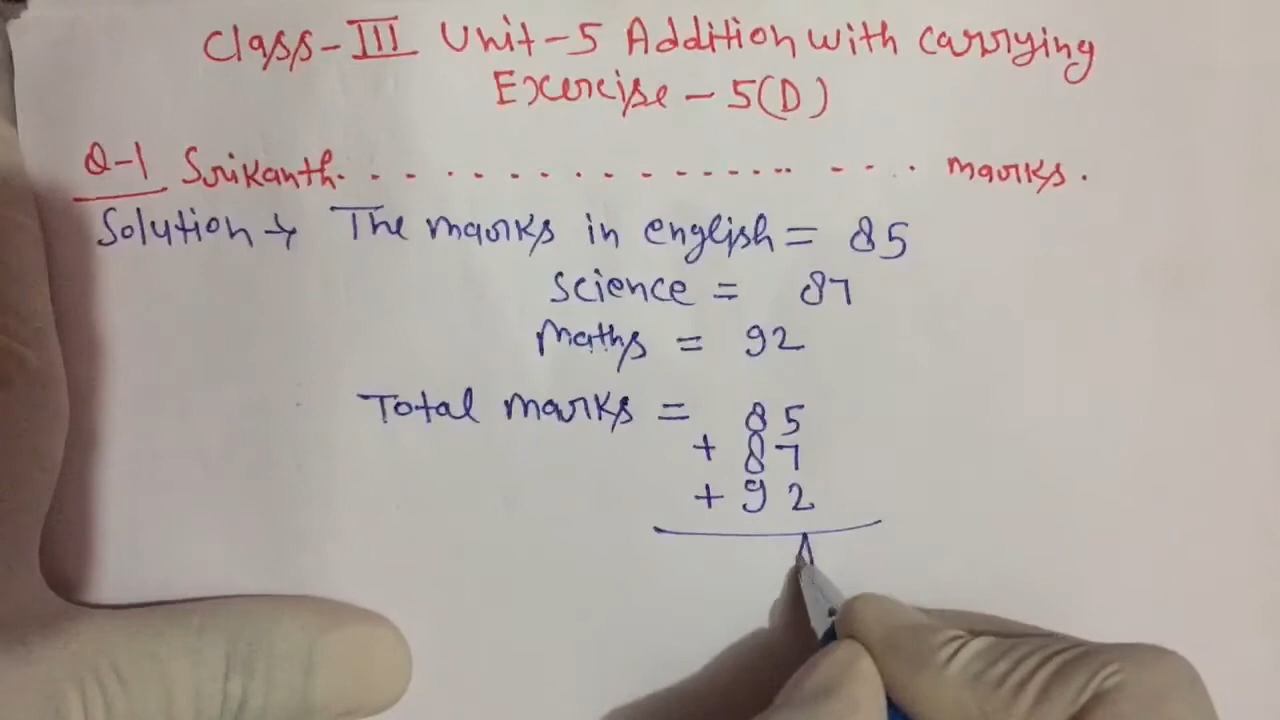 Class-III Unit-5 Addition with carrying
Exercise - 5(D)
Q-1 Srikanth. . . . . . . . . . . . . . . . . . . . . . . marks.
Solution → The marks in english = 85
science = 87
Maths = 92
Total marks = 85
+ 87
+ 92